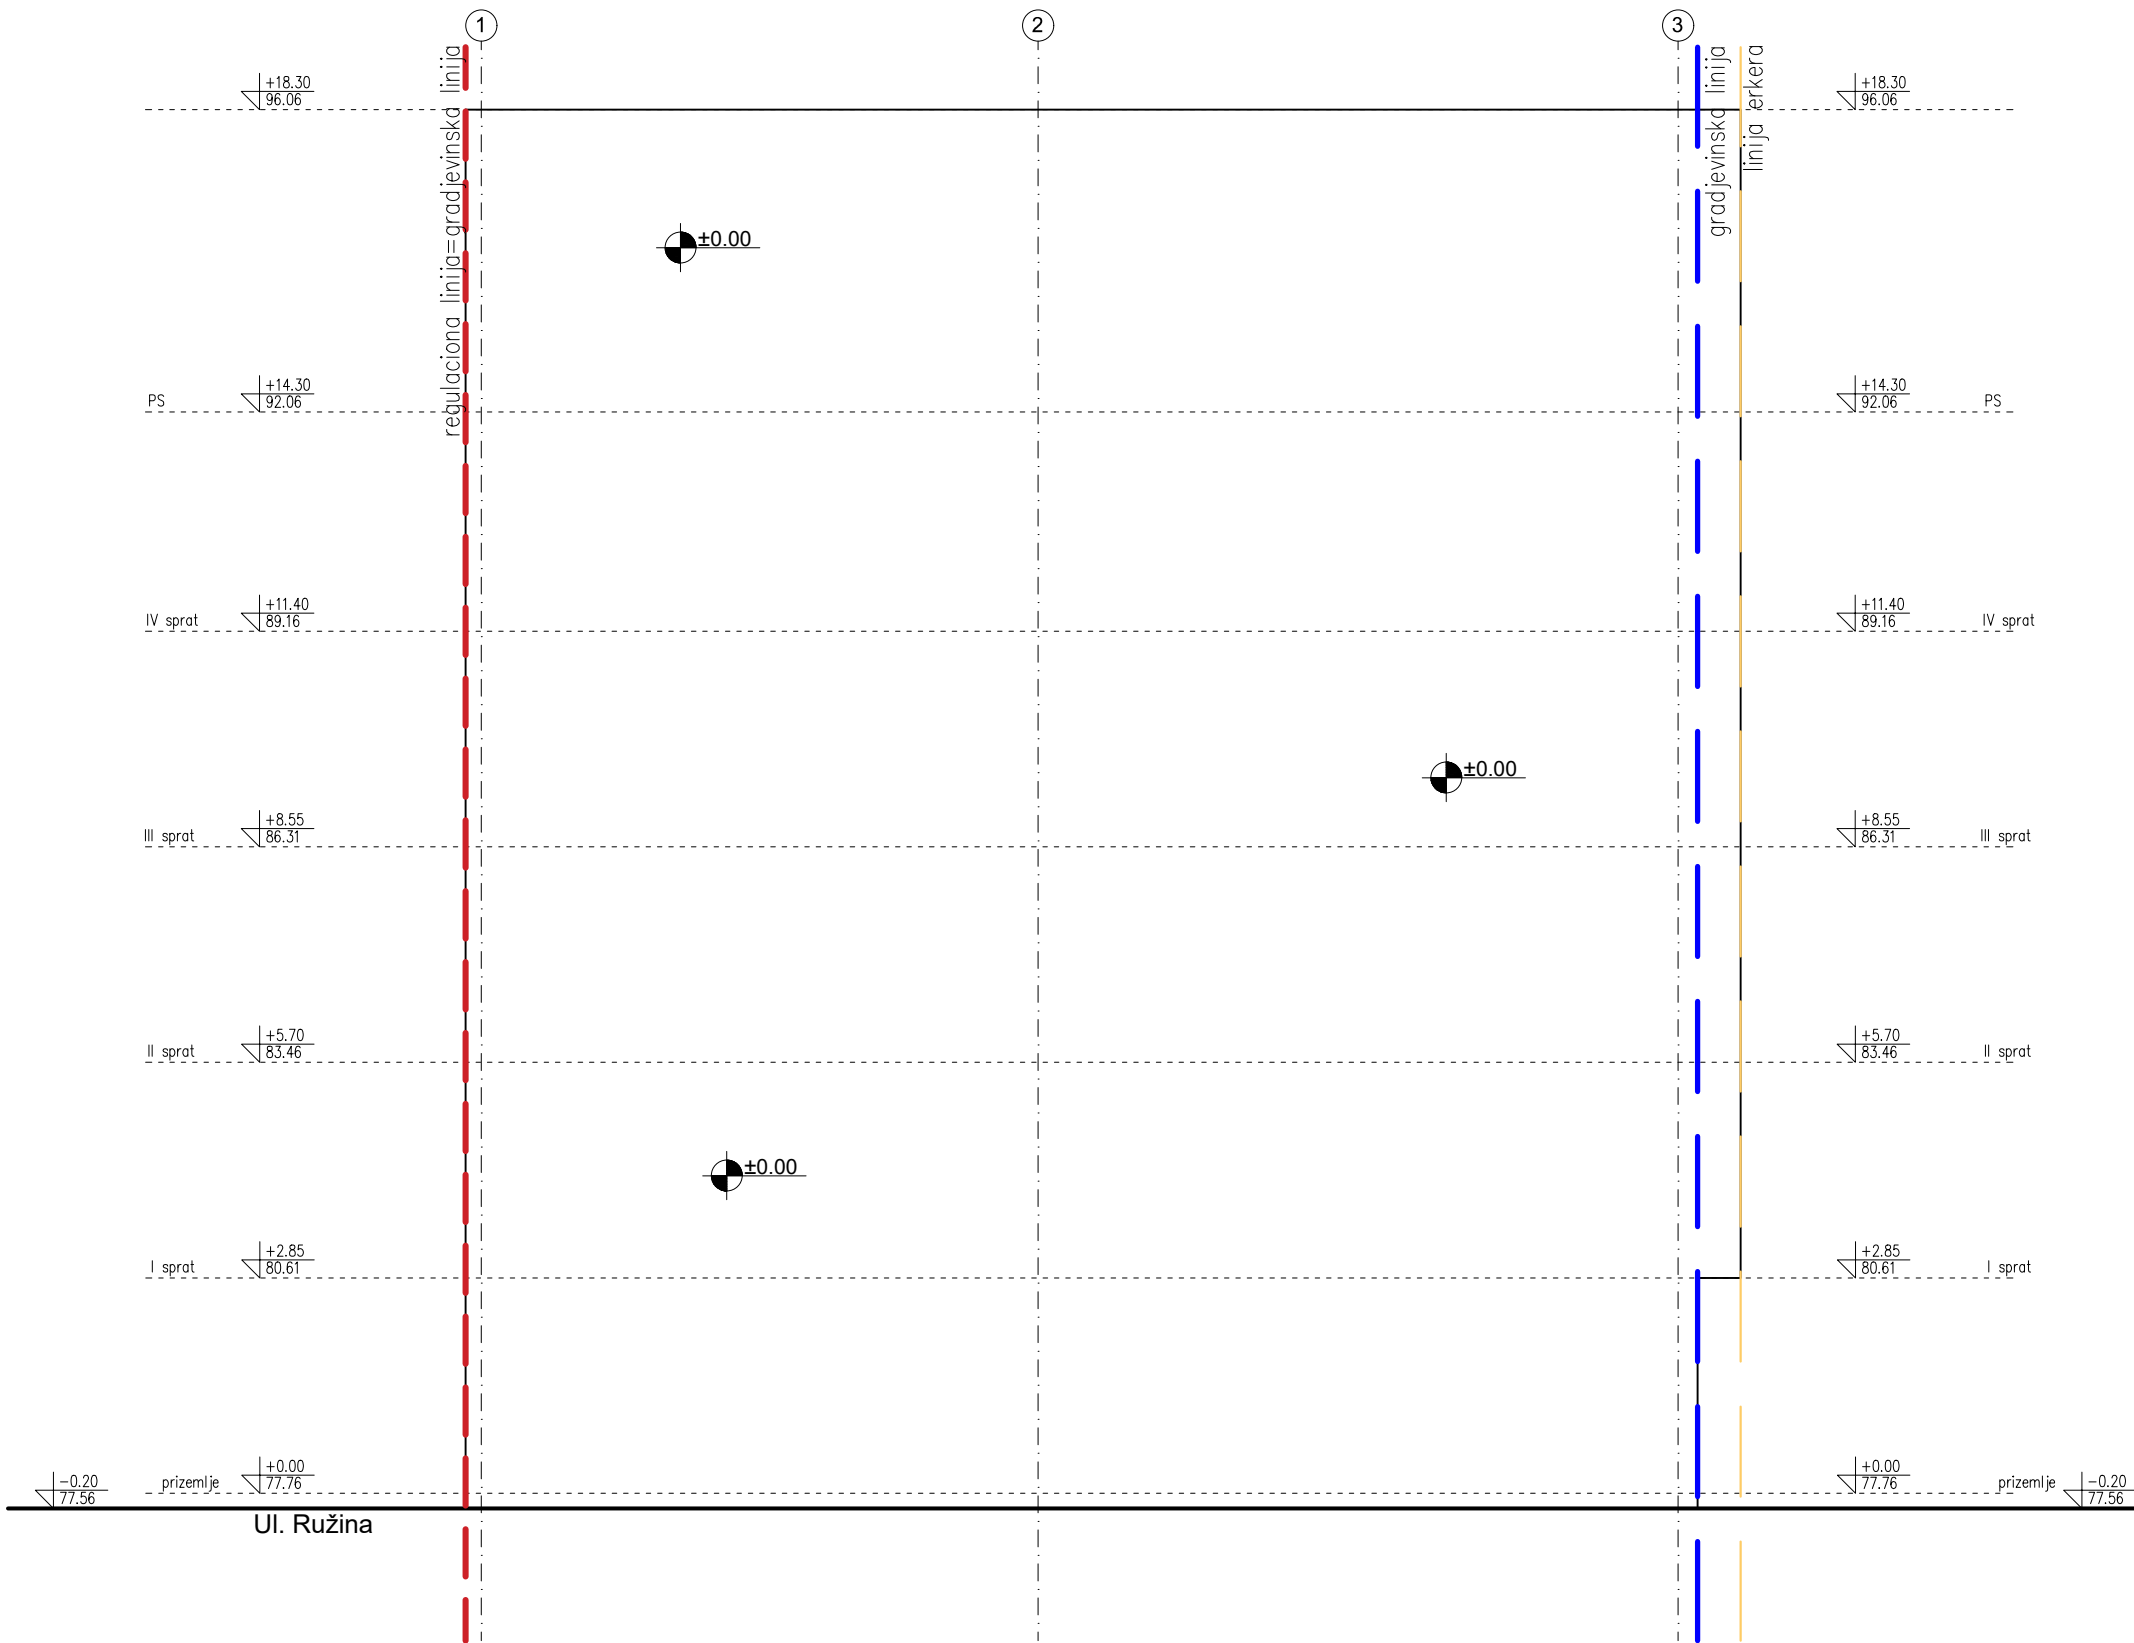 1
2
3
regulaciona linija=gradjevinska linija
gradjevinska linija
linija erkera
+18.30
96.06
+18.30
96.06
±0.00
PS
+14.30
92.06
+14.30
92.06
PS
IV sprat
+11.40
89.16
+11.40
89.16
IV sprat
±0.00
III sprat
+8.55
86.31
+8.55
86.31
III sprat
II sprat
+5.70
83.46
+5.70
83.46
II sprat
±0.00
I sprat
+2.85
80.61
+2.85
80.61
I sprat
-0.20
77.56
prizemlje
+0.00
77.76
+0.00
77.76
prizemlje
-0.20
77.56
Ul. Ružina